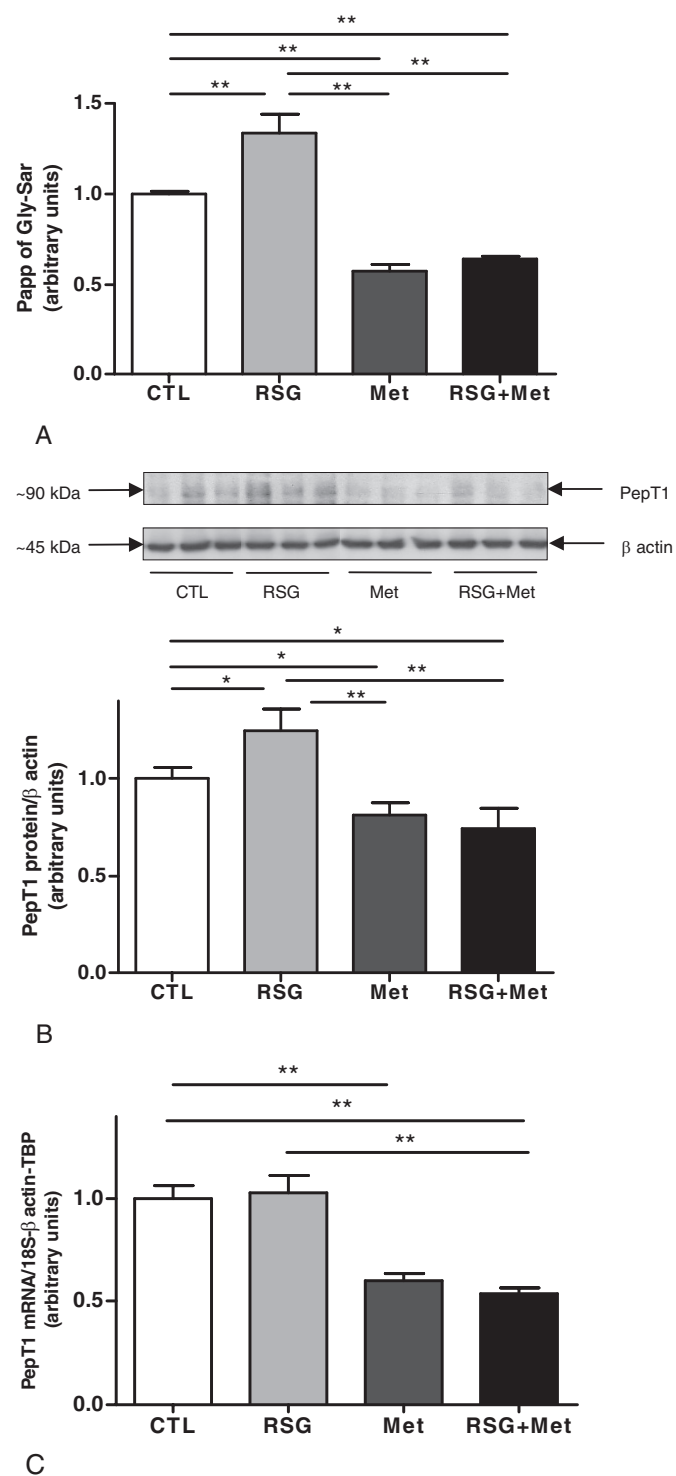 **
**
**
**
**
1.5
1.0
0.5
0.0
Papp of Gly-Sar
(arbitrary units)
CTL RSG Met RSG+Met
A
~90 kDa PepT1
~45 kDa β actin
CTL RSG Met RSG+Met
*
*
**
*
**
1.0
0.5
0.0
PepT1 protein/β actin
(arbitrary units)
CTL RSG Met RSG+Met
B
**
**
**
1.0
0.5
0.0
PepT1 mRNA/18S-β actin-TBP
(arbitrary units)
CTL RSG Met RSG+Met
C